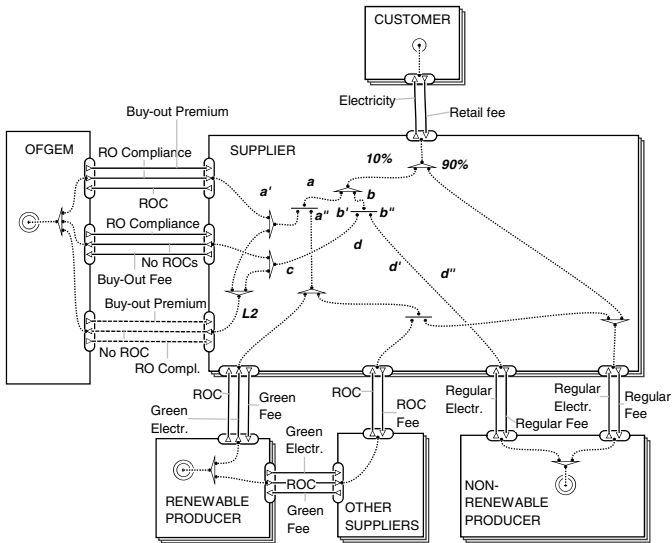 CUSTOMER
Electricity
Retail fee
Buy-out Premium
OFGEM
RO Compliance
SUPPLIER
10%
90%
ROC
a'
a
b
RO Compliance
a''
b'
b''
No ROCs
Buy-Out Fee
c
d
d'
d''
Buy-out Premium
L2
No ROC
RO Compl.
ROC
Green
Fee
Green
Electr.
ROC
ROC
Fee
Regular
Electr.
Regular Fee
Regular
Electr.
Regular
Fee
Green
Electr.
ROC
Green
Fee
RENEWABLE
PRODUCER
OTHER
SUPPLIERS
NON-
RENEWABLE
PRODUCER